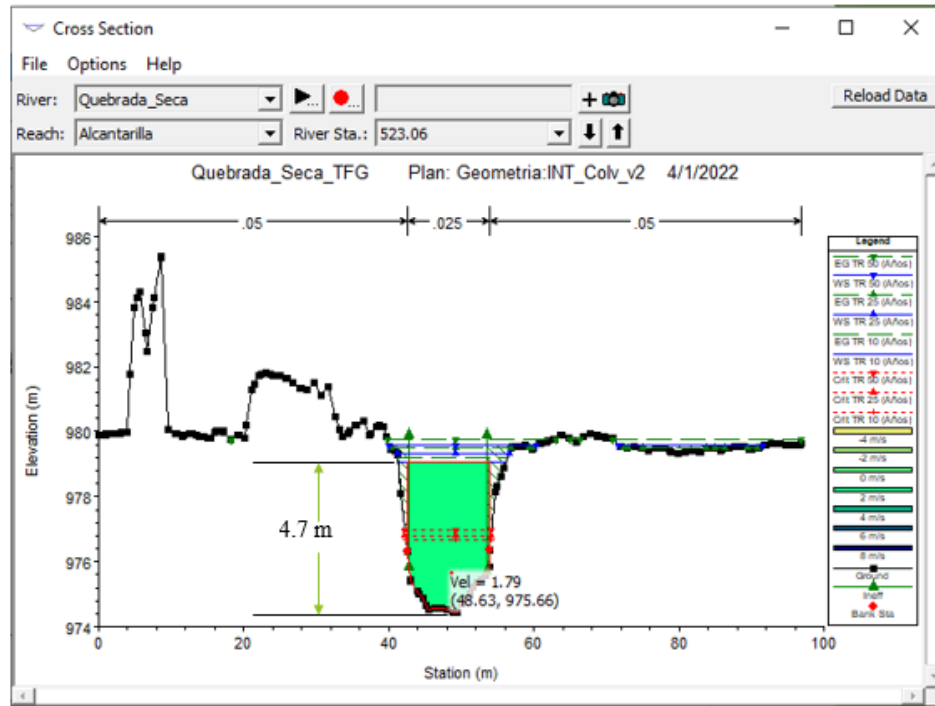 Cross Section
File Options Help
River: Quebrada_Seca
Reload Data
Reach: Alcantarilla River Sta.: 523.06
Quebrada_Seca_TFG Plan: Geometria:INT_Colv_v2 4/1/2022
.05 .025 .05
Elevation (m)
986
984
982
980
978
976
974
4.7 m
Vel = 1.79
(48.63, 975.66)
0 20 40 60 80 100
Station (m)
Legend
EG TR 50 (Años)
WS TR 50 (Años)
EG TR 25 (Años)
WS TR 25 (Años)
EG TR 10 (Años)
WS TR 10 (Años)
Crit TR 50 (Años)
Crit TR 25 (Años)
Crit TR 10 (Años)
-4 m/s
-2 m/s
0 m/s
2 m/s
4 m/s
6 m/s
8 m/s
Ground
Ineff
Bank Sta